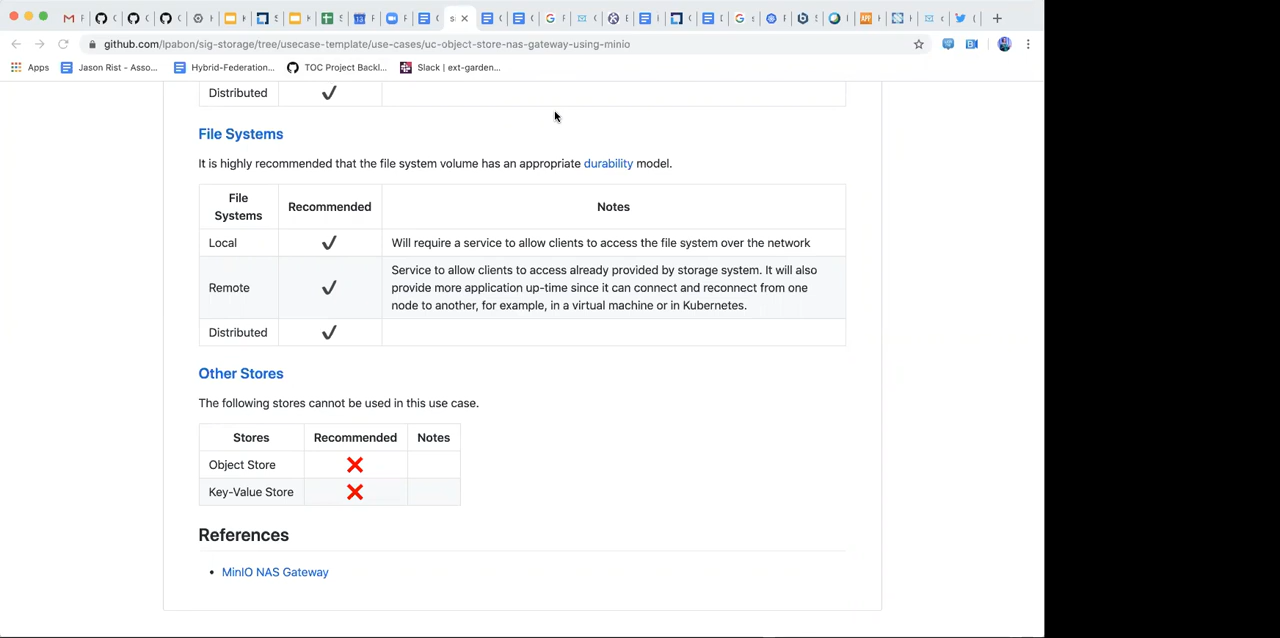 github.com/lpabon/sig-storage/tree/usecase-template/use-cases/uc-object-store-nas-gateway-using-minio
Apps Jason Rist - Asso... Hybrid-Federation... TOC Project Backl... Slack | ext-garden...
Distributed ✓
File Systems
It is highly recommended that the file system volume has an appropriate durability model.
File Systems Recommended Notes
Local ✓ Will require a service to allow clients to access the file system over the network
Remote ✓ Service to allow clients to access already provided by storage system. It will also
provide more application up-time since it can connect and reconnect from one
node to another, for example, in a virtual machine or in Kubernetes.
Distributed ✓
Other Stores
The following stores cannot be used in this use case.
Stores Recommended Notes
Object Store ❌
Key-Value Store ❌
References
• MinIO NAS Gateway